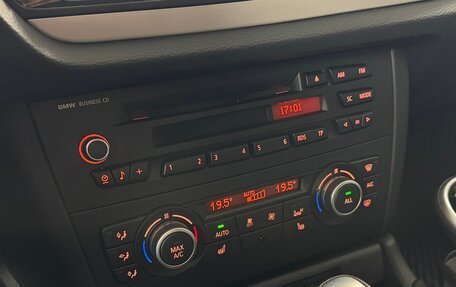 BMW BUSINESS CD
AM FM
SC MODE
17:01
1 2 3 4 5 6 RDS TP
19.5° AUTO 19.5°
MAX A/C
AUTO
ALL
A/C